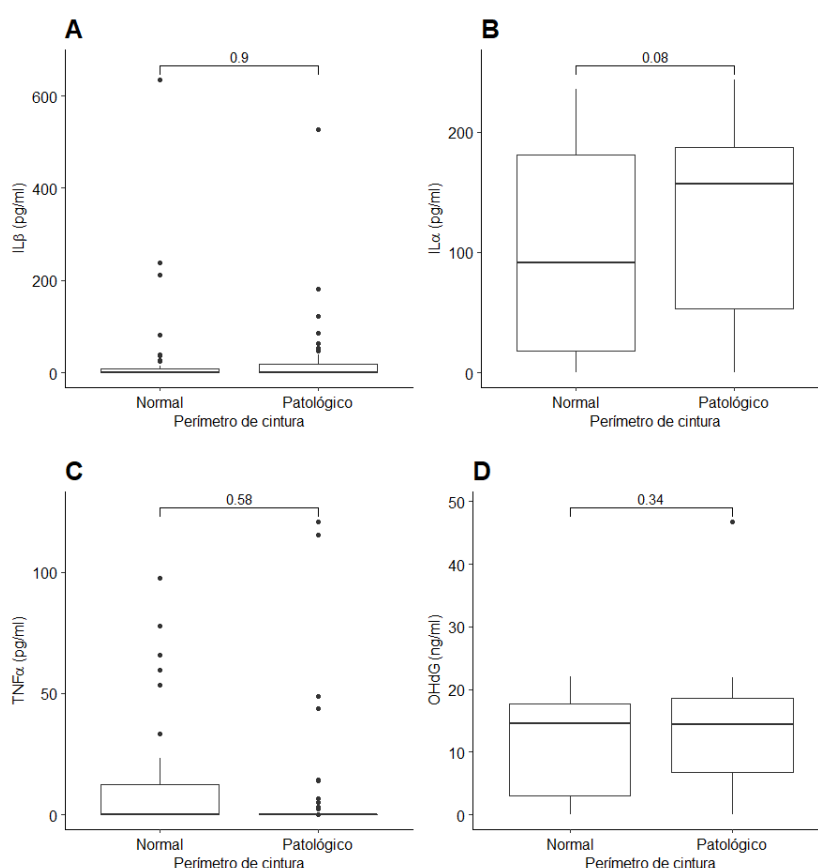 A
0.9
600
400
200
0
ILβ (pg/ml)
Normal
Patológico
Perímetro de cintura
B
0.08
200
100
0
ILα (pg/ml)
Normal
Patológico
Perímetro de cintura
C
0.58
100
50
0
TNFα (pg/ml)
Normal
Patológico
Perímetro de cintura
D
0.34
50
40
30
20
10
0
OHdG (ng/ml)
Normal
Patológico
Perímetro de cintura